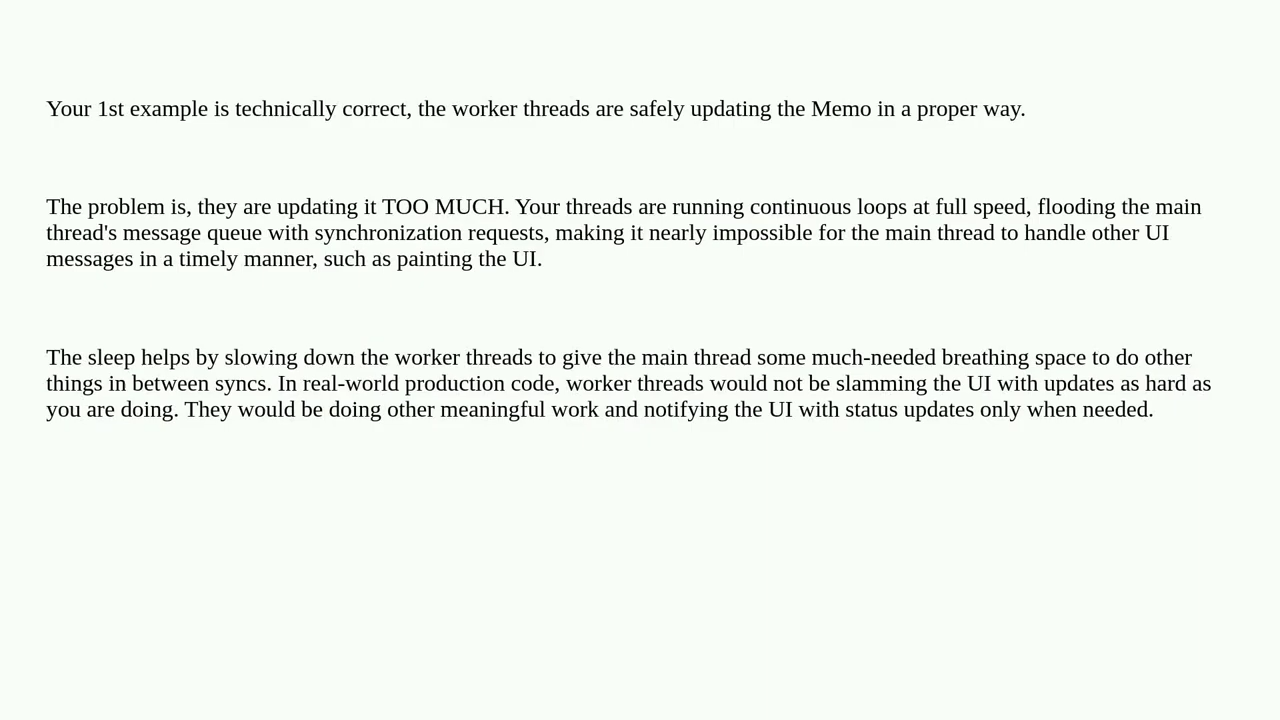 Your 1st example is technically correct, the worker threads are safely updating the Memo in a proper way.
The problem is, they are updating it TOO MUCH. Your threads are running continuous loops at full speed, flooding the main
thread's message queue with synchronization requests, making it nearly impossible for the main thread to handle other UI
messages in a timely manner, such as painting the UI.
The sleep helps by slowing down the worker threads to give the main thread some much-needed breathing space to do other
things in between syncs. In real-world production code, worker threads would not be slamming the UI with updates as hard as
you are doing. They would be doing other meaningful work and notifying the UI with status updates only when needed.